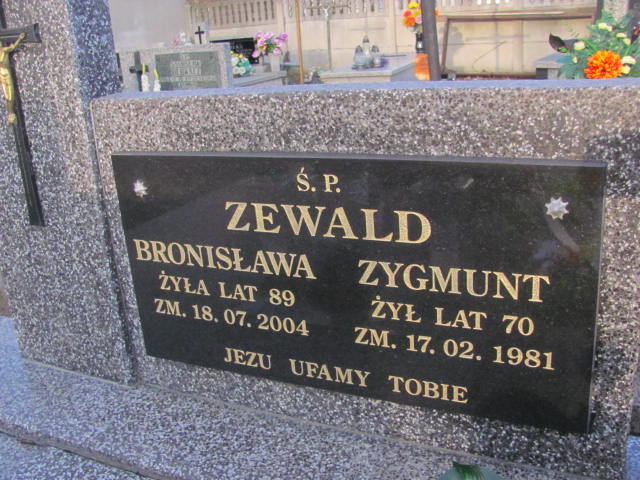 Ś. P.
ZEWALD
BRONISŁAWA
ŻYŁA LAT 89
ZM. 18. 07. 2004
ZYGMUNT
ŻYŁ LAT 70
ZM. 17. 02. 1981
JEZU UFAMY TOBIE